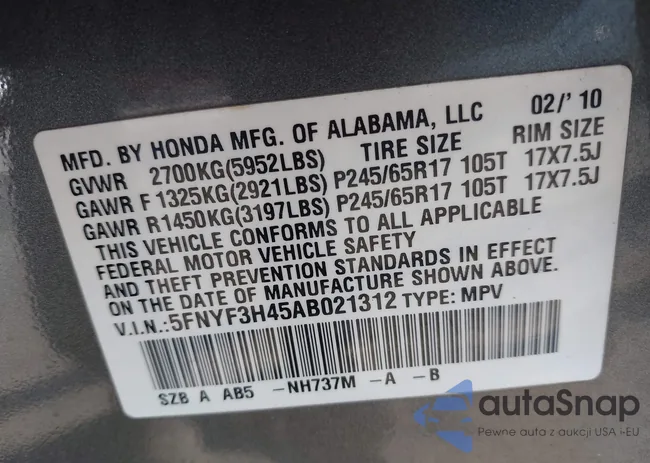 MFD. BY HONDA MFG. OF ALABAMA, LLC 02/'10
GVWR 2700KG(5952LBS) TIRE SIZE RIM SIZE
GAWR F 1325KG(2921LBS) P245/65R17 105T 17X7.5J
GAWR R1450KG(3197LBS) P245/65R17 105T 17X7.5J
THIS VEHICLE CONFORMS TO ALL APPLICABLE
FEDERAL MOTOR VEHICLE SAFETY
AND THEFT PREVENTION STANDARDS IN EFFECT
ON THE DATE OF MANUFACTURE SHOWN ABOVE.
V.I.N.:5FNYF3H45AB021312 TYPE: MPV
SZB A AB5 -NH737M -A -B
autoSnap
Pewne auta z aukcji USA i-EU